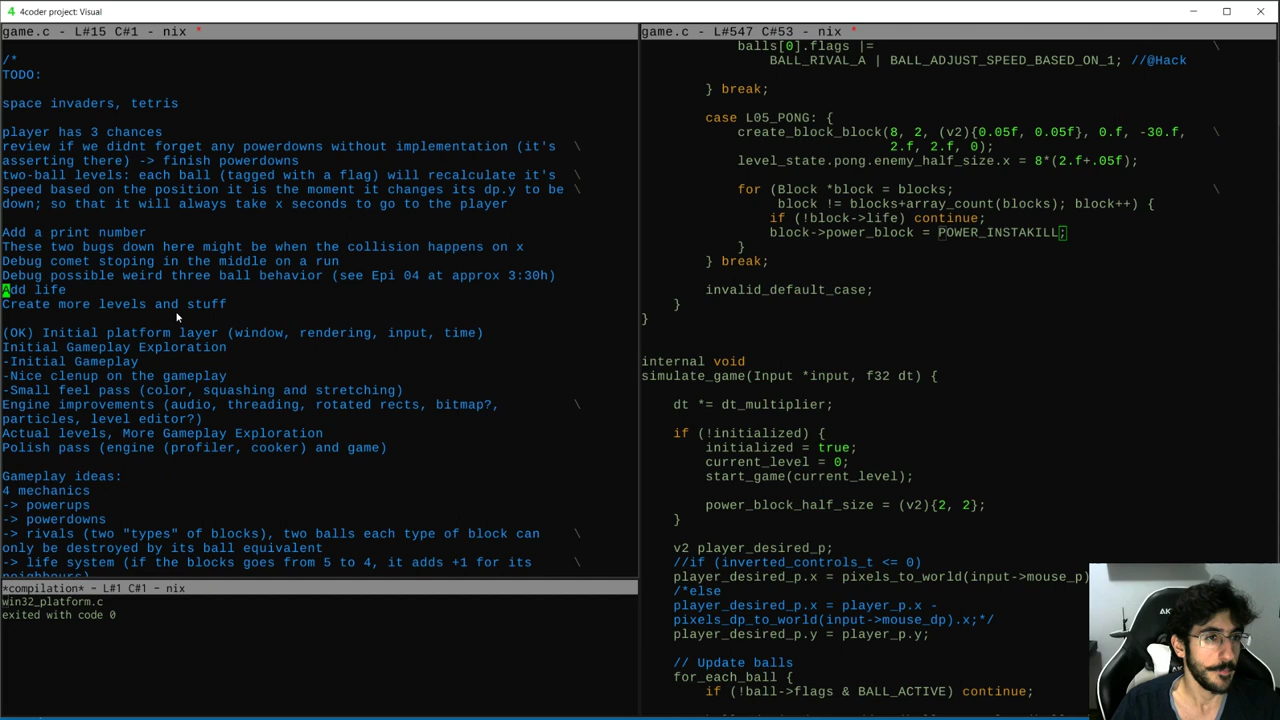 4coder project: Visual
game.c - L#15 C#1 - nix *
/*
TODO:
space invaders, tetris
player has 3 chances
review if we didnt forget any powerdowns without implementation (it's \
asserting there) -> finish powerdowns
two-ball levels: each ball (tagged with a flag) will recalculate it's \
speed based on the position it is the moment it changes its dp.y to be \
down; so that it will always take x seconds to go to the player
Add a print number
These two bugs down here might be when the collision happens on x
Debug comet stoping in the middle on a run
Debug possible weird three ball behavior (see Epi 04 at approx 3:30h)
Add life
Create more levels and stuff
(OK) Initial platform layer (window, rendering, input, time)
Initial Gameplay Exploration
-Initial Gameplay
-Nice clenup on the gameplay
-Small feel pass (color, squashing and stretching)
Engine improvements (audio, threading, rotated rects, bitmap?, \
particles, level editor?)
Actual levels, More Gameplay Exploration
Polish pass (engine (profiler, cooker) and game)
Gameplay ideas:
4 mechanics
-> powerups
-> powerdowns
-> rivals (two "types" of blocks), two balls each type of block can \
only be destroyed by its ball equivalent
-> life system (if the blocks goes from 5 to 4, it adds +1 for its \
neighbours)
*compilation* - L#1 C#1 - nix
win32_platform.c
exited with code 0
game.c - L#547 C#53 - nix *
balls[0].flags |= \
BALL_RIVAL_A | BALL_ADJUST_SPEED_BASED_ON_1; //@Hack
} break;
case L05_PONG: {
create_block_block(8, 2, (v2){0.05f, 0.05f}, 0.f, -30.f, \
2.f, 2.f, 0);
level_state.pong.enemy_half_size.x = 8*(2.f+.05f);
for (Block *block = blocks; \
block != blocks+array_count(blocks); block++) {
if (!block->life) continue;
block->power_block = POWER_INSTAKILL;
}
} break;
invalid_default_case;
}
}
internal void
simulate_game(Input *input, f32 dt) {
dt *= dt_multiplier;
if (!initialized) {
initialized = true;
current_level = 0;
start_game(current_level);
power_block_half_size = (v2){2, 2};
}
v2 player_desired_p;
//if (inverted_controls_t <= 0)
player_desired_p.x = pixels_to_world(input->mouse_p)
/*else
player_desired_p.x = player_p.x -
pixels_dp_to_world(input->mouse_dp).x;*/
player_desired_p.y = player_p.y;
// Update balls
for_each_ball {
if (!ball->flags & BALL_ACTIVE) continue;